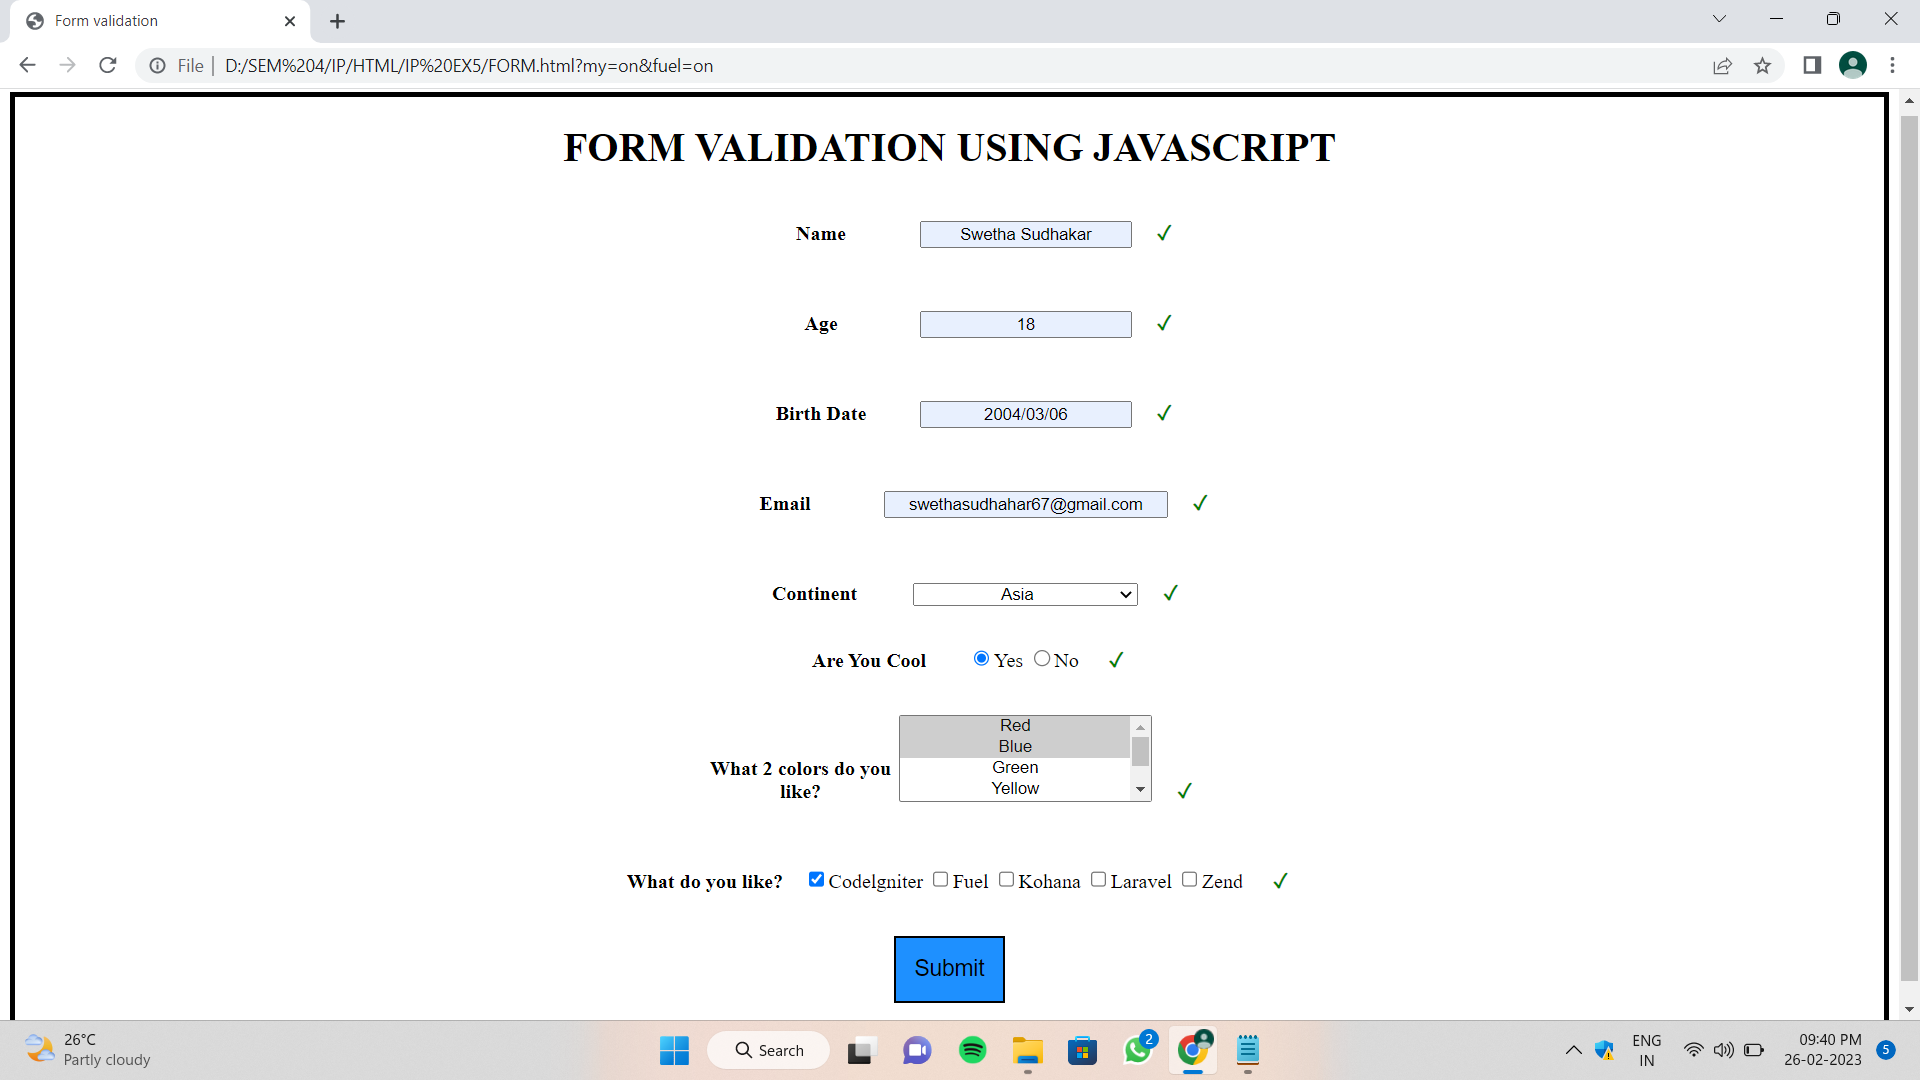 Form validation
File | D:/SEM%204/IP/HTML/IP%20EX5/FORM.html?my=on&fuel=on
FORM VALIDATION USING JAVASCRIPT
Name Swetha Sudhakar ✓
Age 18 ✓
Birth Date 2004/03/06 ✓
Email swethasudhahar67@gmail.com ✓
Continent Asia ✓
Are You Cool Yes No ✓
Red
Blue
Green
Yellow
What 2 colors do you
like? ✓
What do you like? CodeIgniter Fuel Kohana Laravel Zend ✓
Submit
26°C
Partly cloudy
Search
2
ENG
IN
09:40 PM
26-02-2023
5